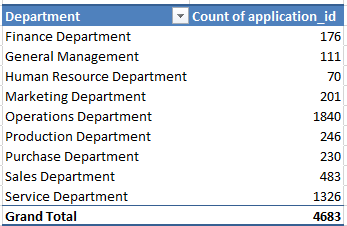 Department Count of application_id
Finance Department 176
General Management 111
Human Resource Department 70
Marketing Department 201
Operations Department 1840
Production Department 246
Purchase Department 230
Sales Department 483
Service Department 1326
Grand Total 4683